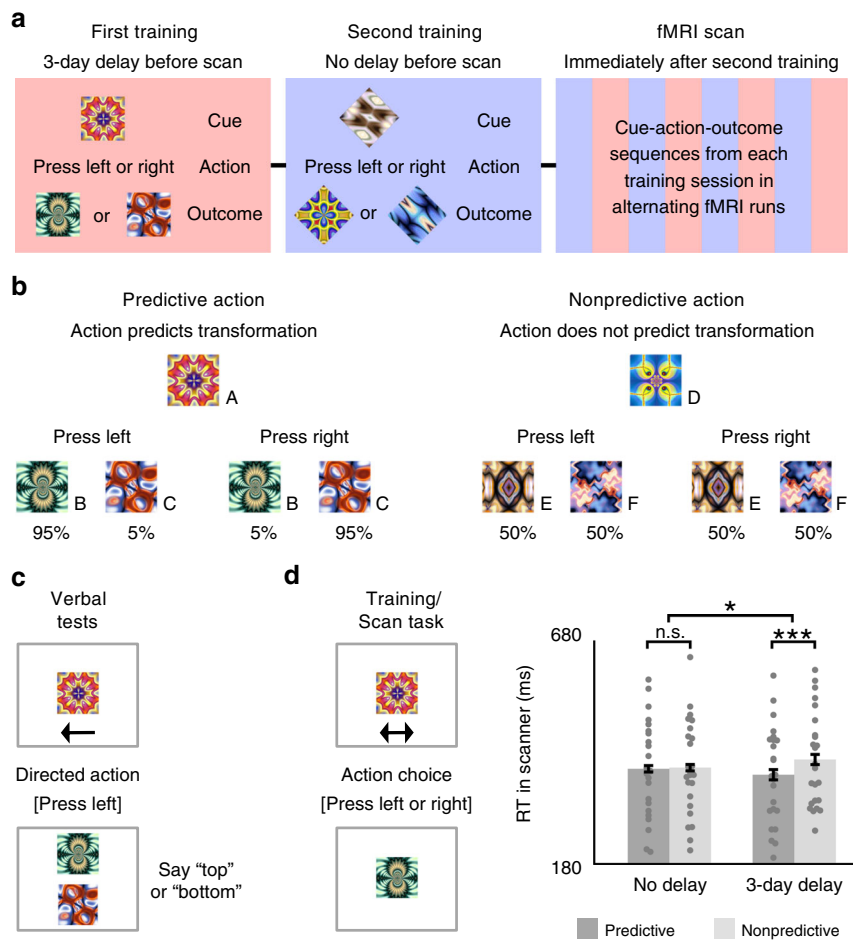 a
First training
Second training
fMRI scan
3-day delay before scan
No delay before scan
Immediately after second training
Cue
Press left or right
Action
or
Outcome
Cue
Press left or right
Action
or
Outcome
Cue-action-outcome
sequences from each
training session in
alternating fMRI runs
b
Predictive action
Action predicts transformation
A
Press left
Press right
B
C
B
C
95%
5%
5%
95%
Nonpredictive action
Action does not predict transformation
D
Press left
Press right
E
F
E
F
50%
50%
50%
50%
c
Verbal
tests
Directed action
[Press left]
Say “top”
or “bottom”
d
Training/
Scan task
Action choice
[Press left or right]
*
n.s.
***
680
RT in scanner (ms)
180
No delay
3-day delay
Predictive
Nonpredictive